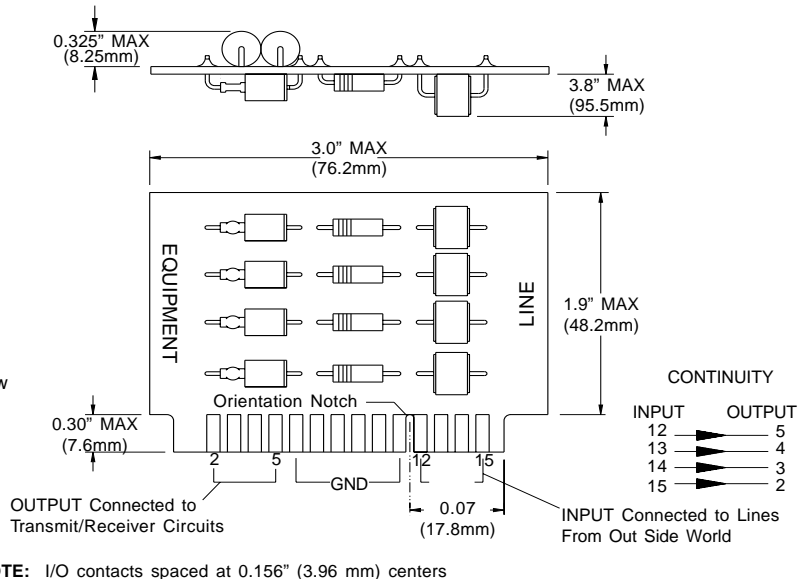 0.325” MAX
(8.25mm)
3.8” MAX
(95.5mm)
3.0” MAX
(76.2mm)
EQUIPMENT
LINE
1.9” MAX
(48.2mm)
CONTINUITY
Orientation Notch
INPUT OUTPUT
12 5
13 4
14 3
15 2
0.30” MAX
(7.6mm)
2 5 12 15
GND
OUTPUT Connected to
Transmit/Receiver Circuits
0.07
(17.8mm)
INPUT Connected to Lines
From Out Side World
I/O contacts spaced at 0.156” (3.96 mm) centers